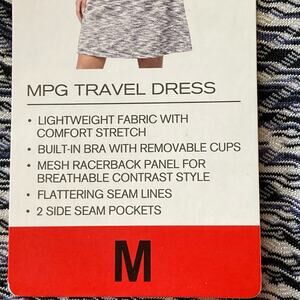 MPG TRAVEL DRESS
• LIGHTWEIGHT FABRIC WITH
COMFORT STRETCH
• BUILT-IN BRA WITH REMOVABLE CUPS
• MESH RACERBACK PANEL FOR
BREATHABLE CONTRAST STYLE
• FLATTERING SEAM LINES
• 2 SIDE SEAM POCKETS
M